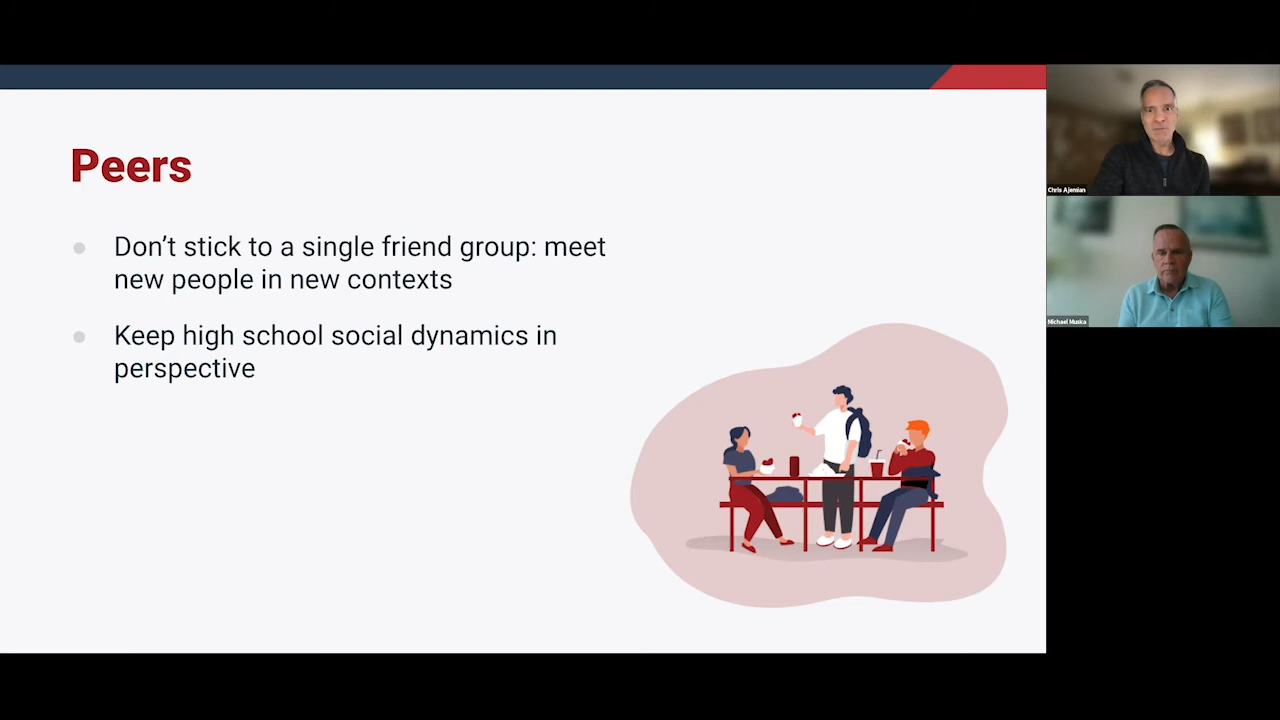 Peers
Don’t stick to a single friend group: meet
new people in new contexts
Keep high school social dynamics in
perspective
Chris Ajemian
Michael Muska